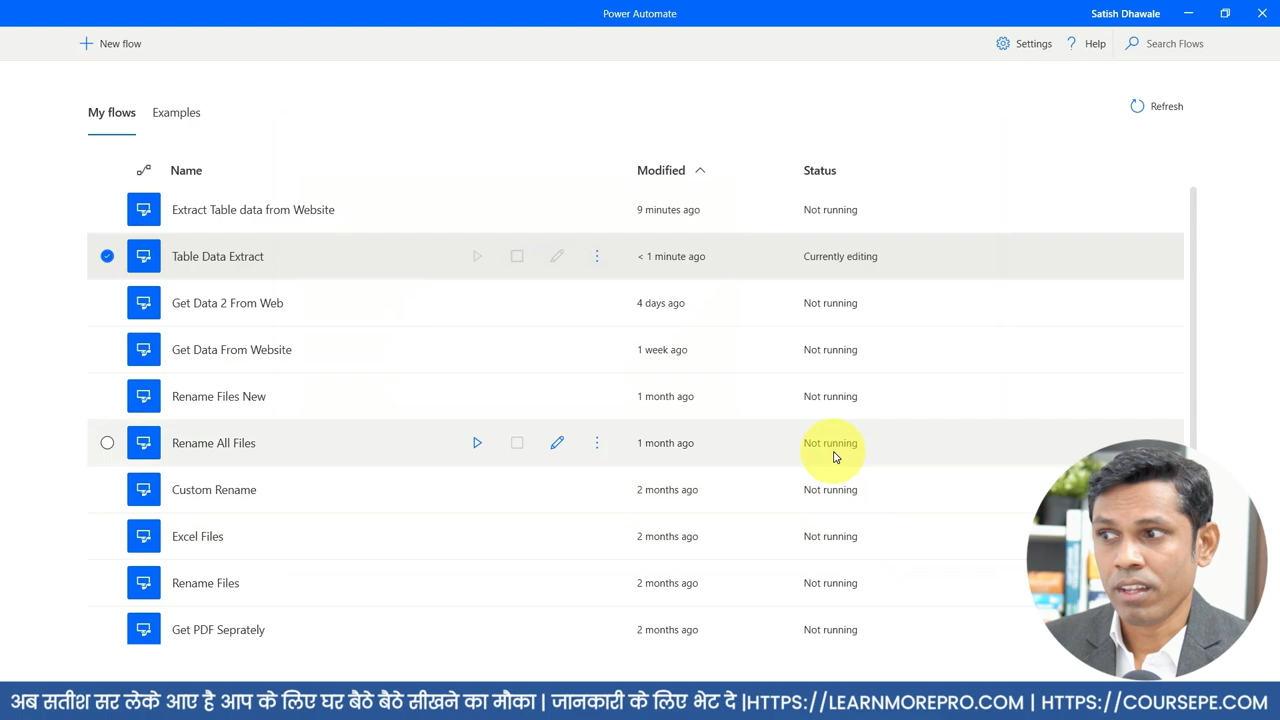 Power Automate
Satish Dhawale
New flow
Settings
Help
Search Flows
My flows
Examples
Refresh
Name
Modified
Status
Extract Table data from Website
9 minutes ago
Not running
Table Data Extract
< 1 minute ago
Currently editing
Get Data 2 From Web
4 days ago
Not running
Get Data From Website
1 week ago
Not running
Rename Files New
1 month ago
Not running
Rename All Files
1 month ago
Not running
Custom Rename
2 months ago
Not running
Excel Files
2 months ago
Not running
Rename Files
2 months ago
Not running
Get PDF Seprately
2 months ago
Not running
अब सतीश सर लेके आए है आप के लिए घर बैठे बैठे सीखने का मौका | जानकारी के लिए भेट दे |HTTPS://LEARNMOREPRO.COM | HTTPS://COURSEPE.COM